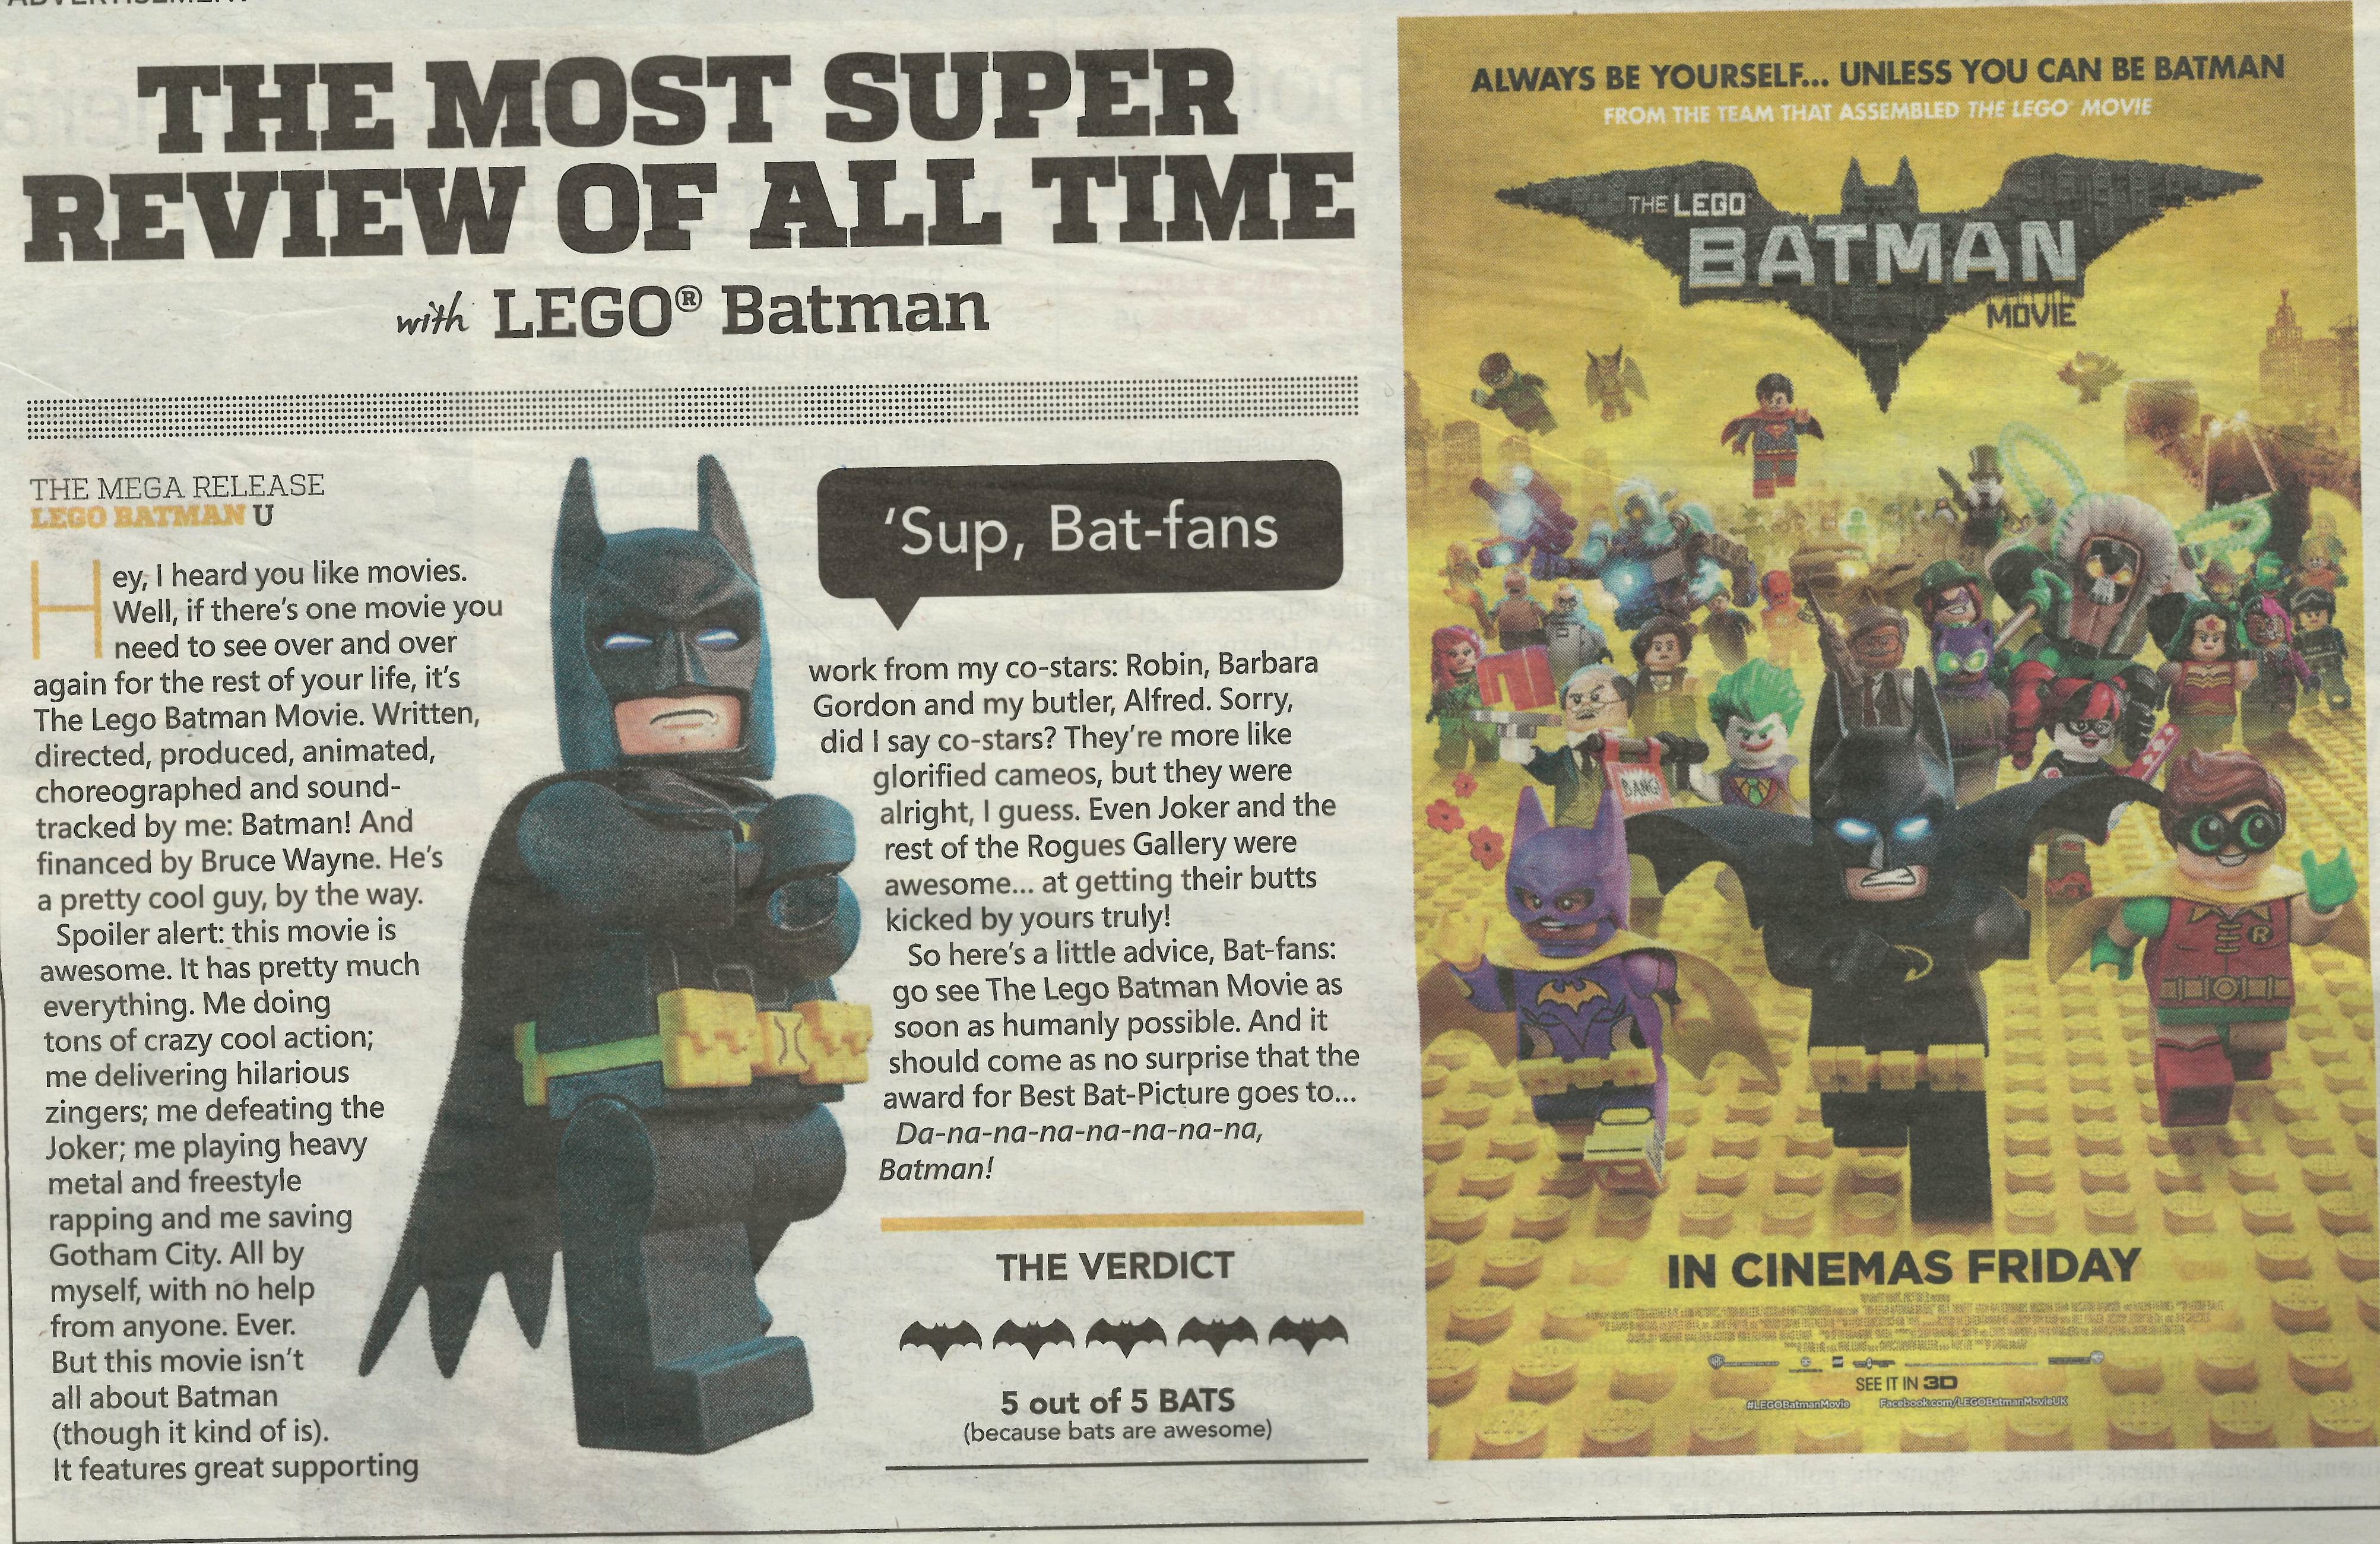 ADVERTISEMENT
THE MOST SUPER
REVIEW OF ALL TIME
with LEGO® Batman
THE MEGA RELEASE
LEGO BATMAN U
Hey, I heard you like movies.
Well, if there's one movie you
need to see over and over
again for the rest of your life, it's
The Lego Batman Movie. Written,
directed, produced, animated,
choreographed and sound-
tracked by me: Batman! And
financed by Bruce Wayne. He's
a pretty cool guy, by the way.
Spoiler alert: this movie is
awesome. It has pretty much
everything. Me doing
tons of crazy cool action;
me delivering hilarious
zingers; me defeating the
Joker; me playing heavy
metal and freestyle
rapping and me saving
Gotham City. All by
myself, with no help
from anyone. Ever.
But this movie isn't
all about Batman
(though it kind of is).
It features great supporting
'Sup, Bat-fans
work from my co-stars: Robin, Barbara
Gordon and my butler, Alfred. Sorry,
did I say co-stars? They're more like
glorified cameos, but they were
alright, I guess. Even Joker and the
rest of the Rogues Gallery were
awesome... at getting their butts
kicked by yours truly!
So here's a little advice, Bat-fans:
go see The Lego Batman Movie as
soon as humanly possible. And it
should come as no surprise that the
award for Best Bat-Picture goes to...
Da-na-na-na-na-na-na-na,
Batman!
THE VERDICT
5 out of 5 BATS
(because bats are awesome)
ALWAYS BE YOURSELF... UNLESS YOU CAN BE BATMAN
FROM THE TEAM THAT ASSEMBLED THE LEGO® MOVIE
THE LEGO
BATMAN
MOVIE
BANG!
R
IN CINEMAS FRIDAY
SEE IT IN 3D
#LEGOBatmanMovie Facebook.com/LEGOBatmanMovieUK